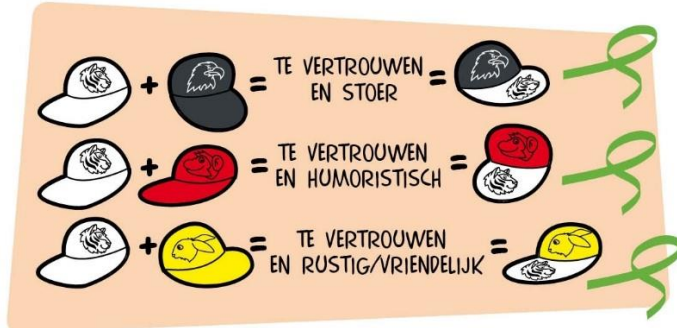 + = TE VERTROUWEN =
EN STOER
+ = TE VERTROUWEN =
EN HUMORISTISCH
+ = TE VERTROUWEN =
EN RUSTIG/VRIENDELIJK